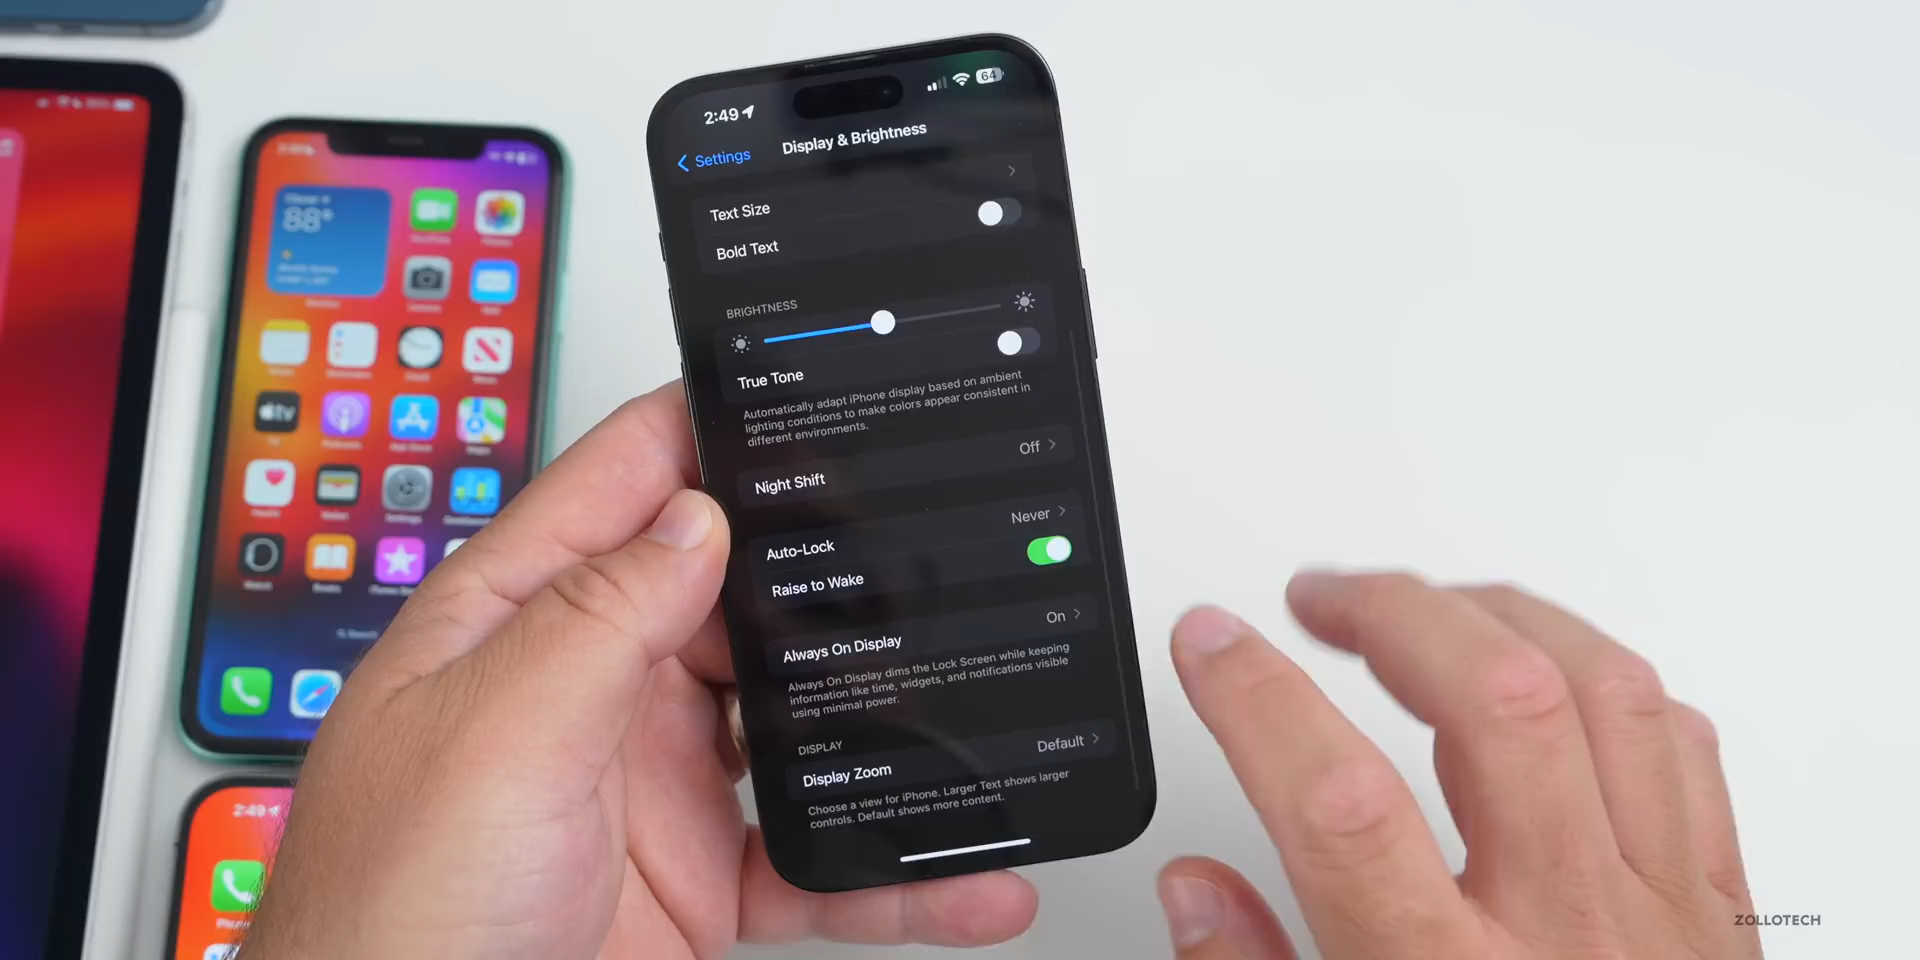 2:49
64
Settings
Display & Brightness
Text Size
Bold Text
BRIGHTNESS
True Tone
Automatically adapt iPhone display based on ambient
lighting conditions to make colors appear consistent in
different environments.
Night Shift
Off
Auto-Lock
Never
Raise to Wake
Always On Display
On
Always On Display dims the Lock Screen while keeping
information like time, widgets, and notifications visible
using minimal power.
DISPLAY
Display Zoom
Default
Choose a view for iPhone. Larger Text shows larger
controls. Default shows more content.
88°
tv
2:49
ZOLLOTECH